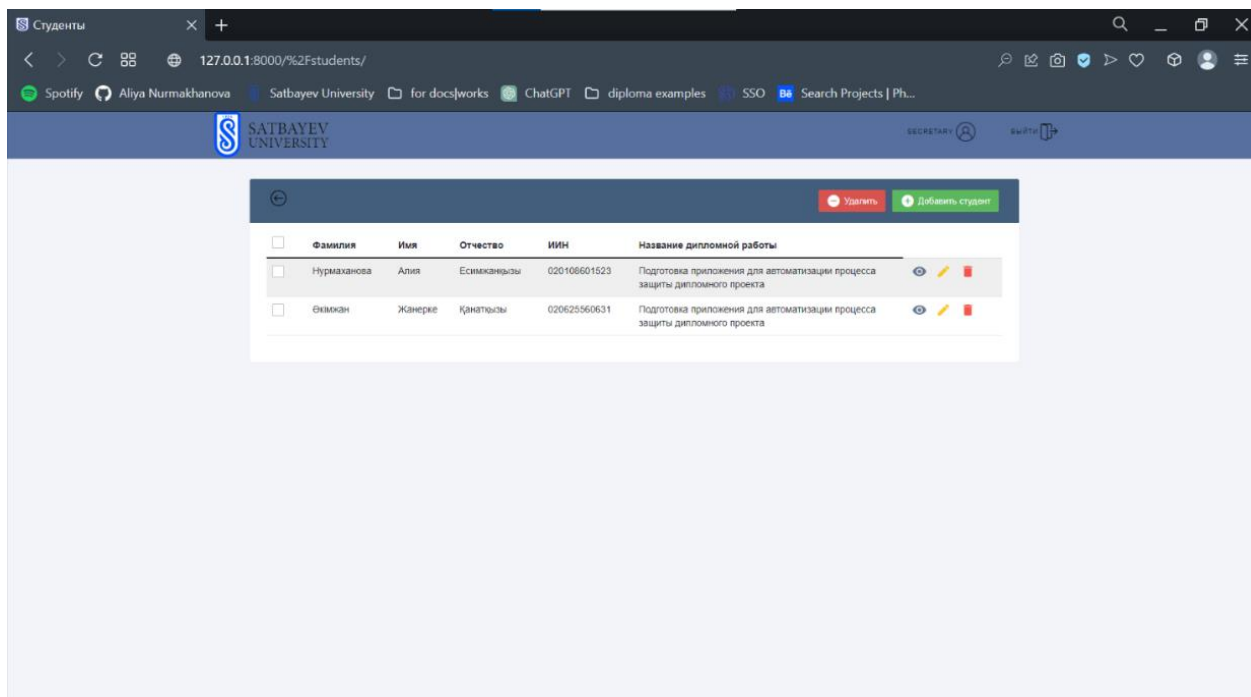 Студенты
127.0.0.1:8000/%2Fstudents/
Spotify Aliya Nurmakhanova Satbayev University for docs|works ChatGPT diploma examples SSO Bē Search Projects | Ph...
SATBAYEV
UNIVERSITY
SECRETARY ВЫЙТИ
Удалить Добавить студент
Фамилия Имя Отчество ИИН Название дипломной работы
Нурмаханова Алия Есимжанқызы 020108601523 Подготовка приложения для автоматизации процесса
защиты дипломного проекта
Әкімжан Жанерке Қанатқызы 020625560631 Подготовка приложения для автоматизации процесса
защиты дипломного проекта